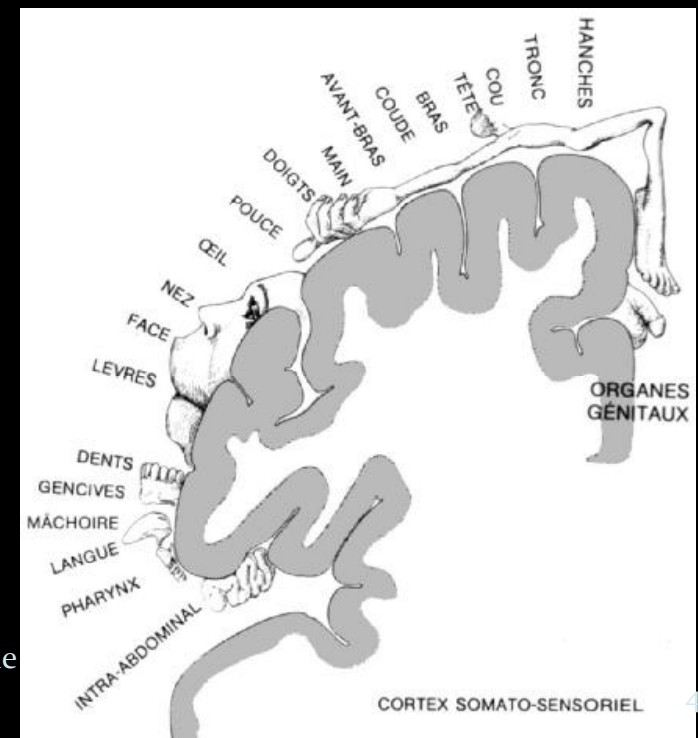 HANCHES
TRONC
COU
TÊTE
BRAS
COUDE
AVANT-BRAS
MAIN
DOIGTS
POUCE
ŒIL
NEZ
FACE
LEVRES
DENTS
GENCIVES
MÂCHOIRE
LANGUE
PHARYNX
INTRA-ABDOMINAL
ORGANES
GÉNITAUX
CORTEX SOMATO-SENSORIEL
4